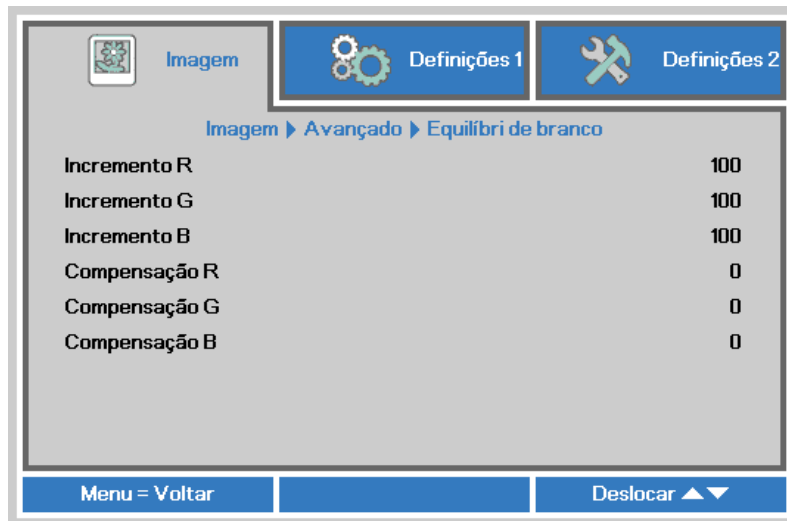 Imagem Definições 1 Definições 2
Imagem ▶ Avançado ▶ Equilíbri de branco
Incremento R 100
Incremento G 100
Incremento B 100
Compensação R 0
Compensação G 0
Compensação B 0
Menu = Voltar Deslocar ▲▼